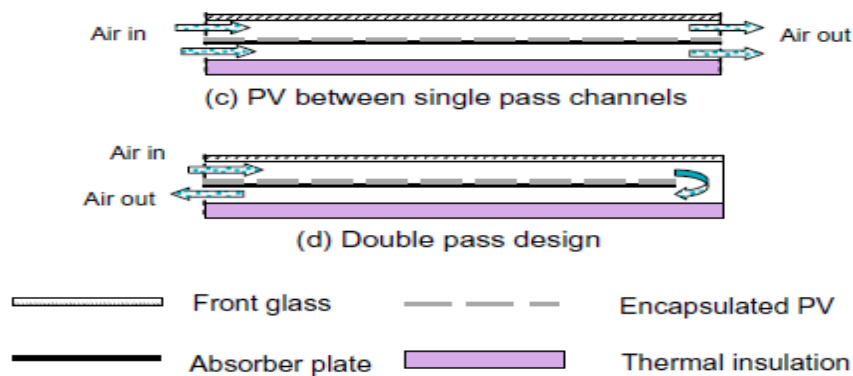 Air in
Air out
(c) PV between single pass channels
Air in
Air out
(d) Double pass design
Front glass
Encapsulated PV
Absorber plate
Thermal insulation